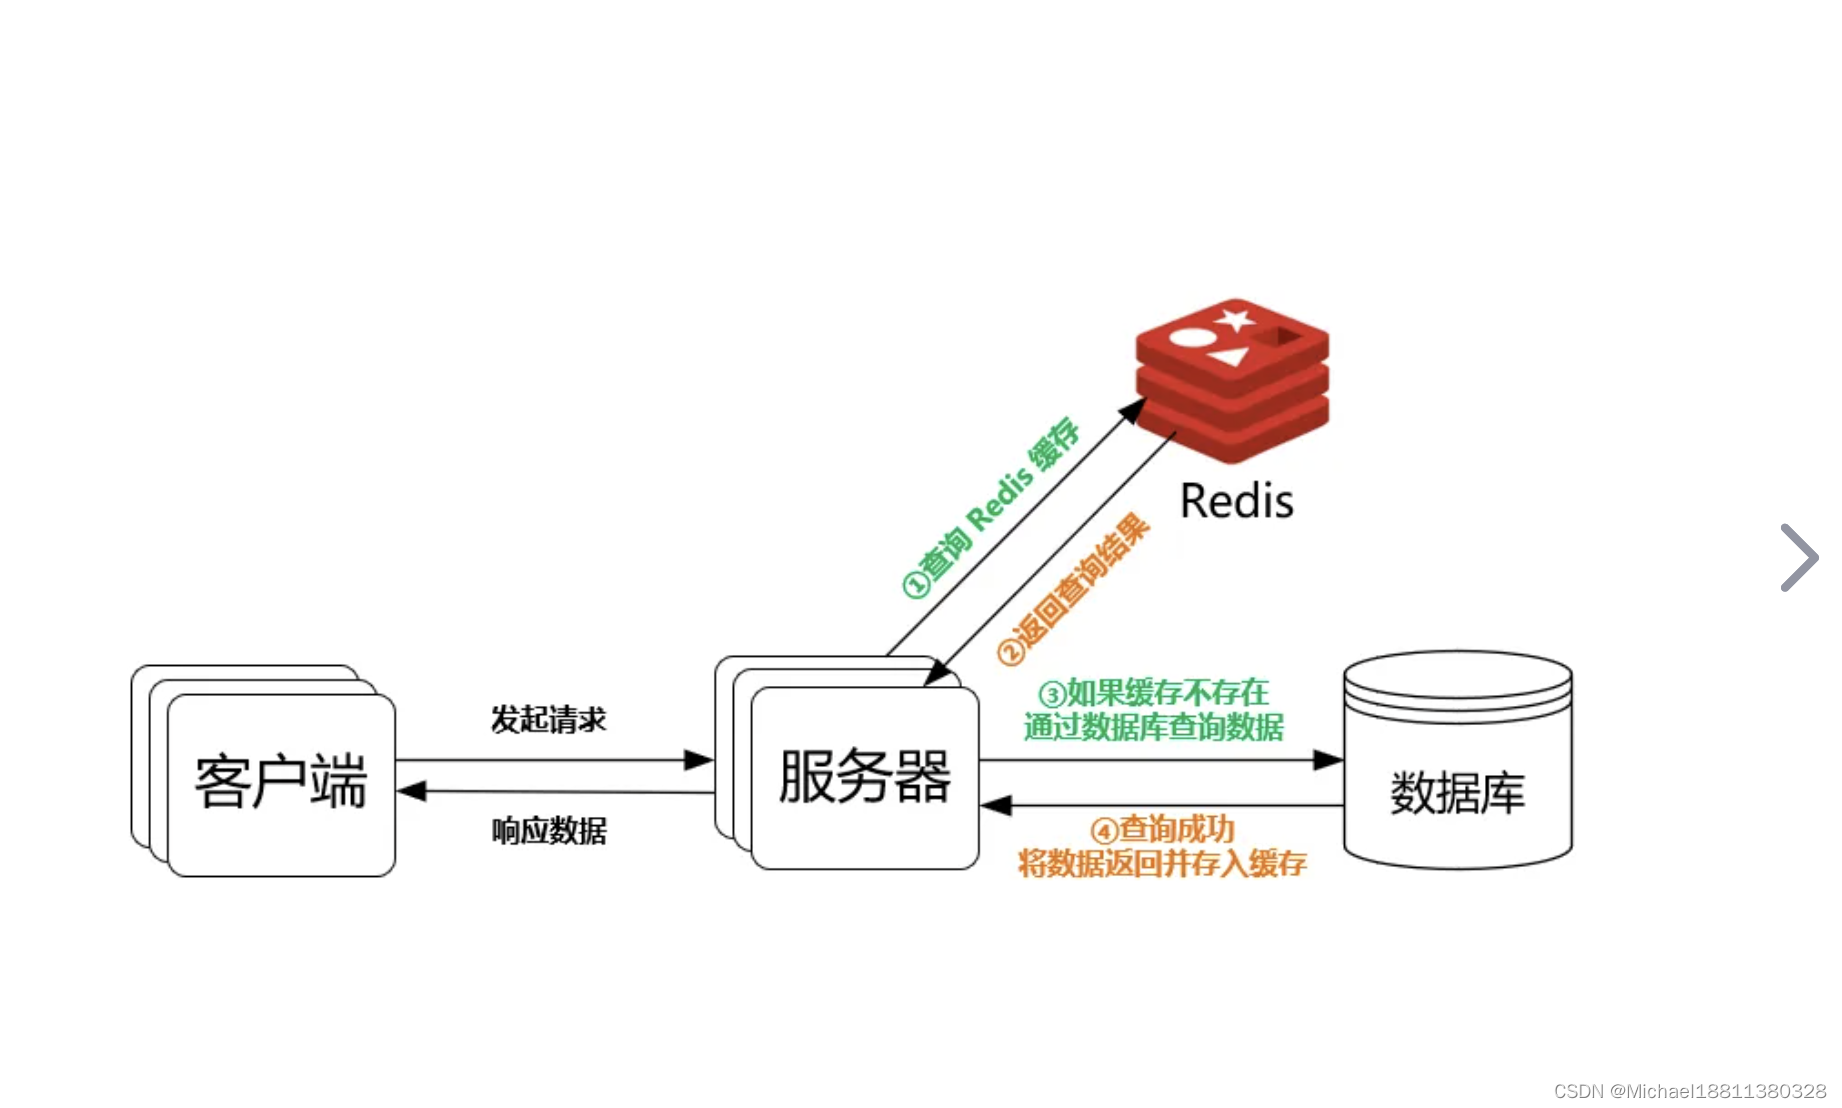 ①查询 Redis 缓存
Redis
②返回查询结果
③如果缓存不存在
通过数据库查询数据
发起请求
客户端
服务器
数据库
响应数据
④查询成功
将数据返回并存入缓存
CSDN @Michael18811380328